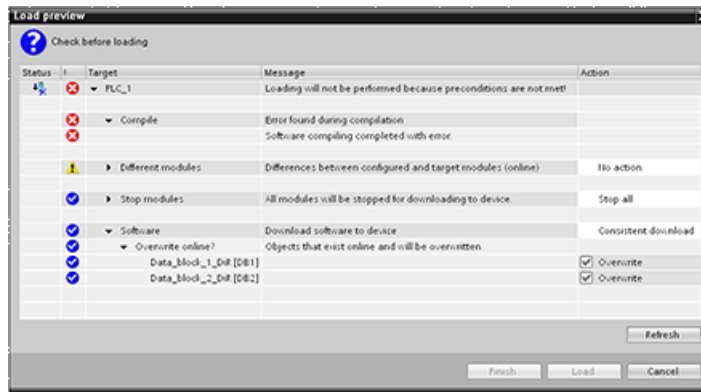 Load preview
?
Check before loading
Status ! Target Message Action
PLC_1 Loading will not be performed because preconditions are not met!
Compile Error found during compilation
Software compiling completed with error.
Different modules Differences between configured and target modules (online) No action
Stop modules All modules will be stopped for downloading to device. Stop all
Software Download software to device Consistent download
Overwrite online? Objects that exist online and will be overwritten.
Data_block_1_DiR [DB1] Overwrite
Data_block_2_DiR [DB2] Overwrite
Refresh
Finish Load Cancel